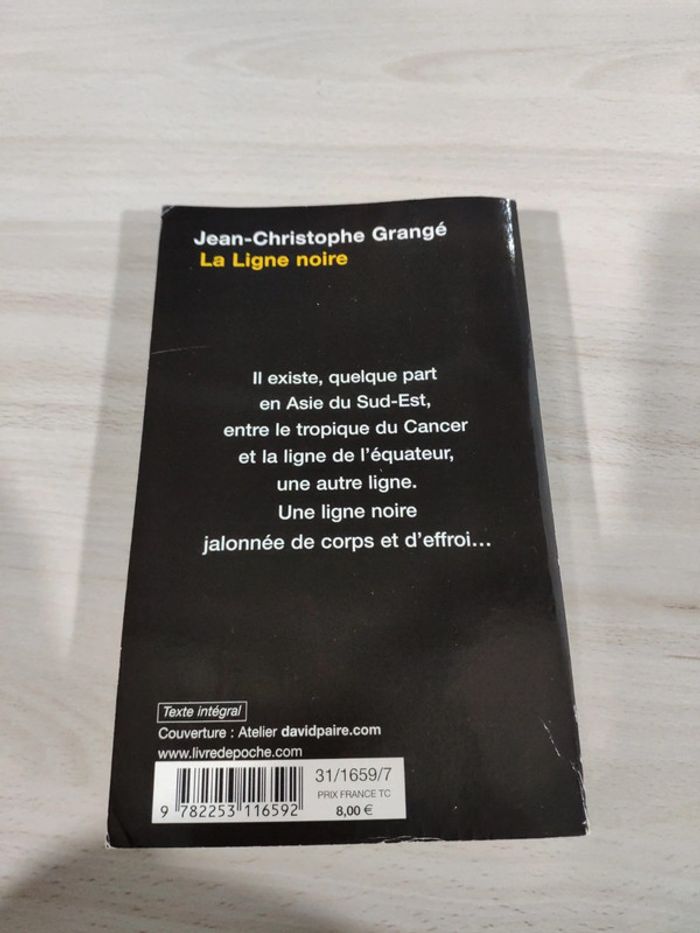 Jean-Christophe Grangé
La Ligne noire
Il existe, quelque part
en Asie du Sud-Est,
entre le tropique du Cancer
et la ligne de l'équateur,
une autre ligne.
Une ligne noire
jalonnée de corps et d'effroi...
Texte intégral
Couverture : Atelier davidpaire.com
www.livredepoche.com
31/1659/7
PRIX FRANCE TC
8,00 €
9 782253 116592